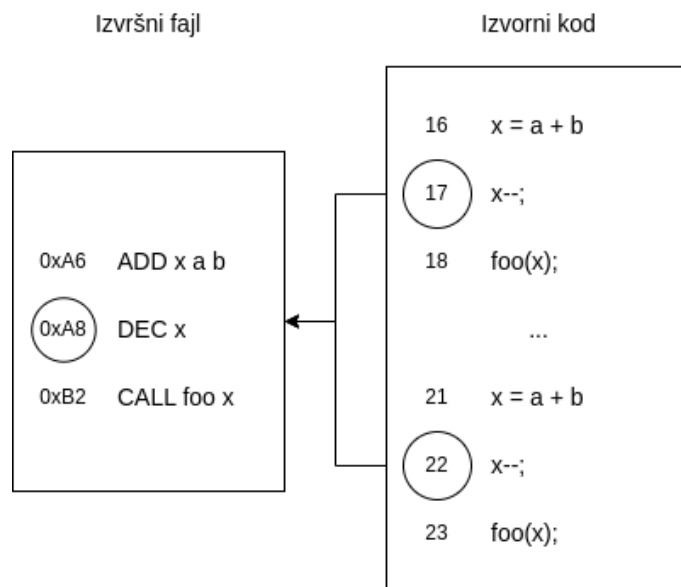 Izvršni fajl
Izvorni kod
0xA6 ADD x a b
0xA8 DEC x
0xB2 CALL foo x
16 x = a + b
17 x--;
18 foo(x);
...
21 x = a + b
22 x--;
23 foo(x);